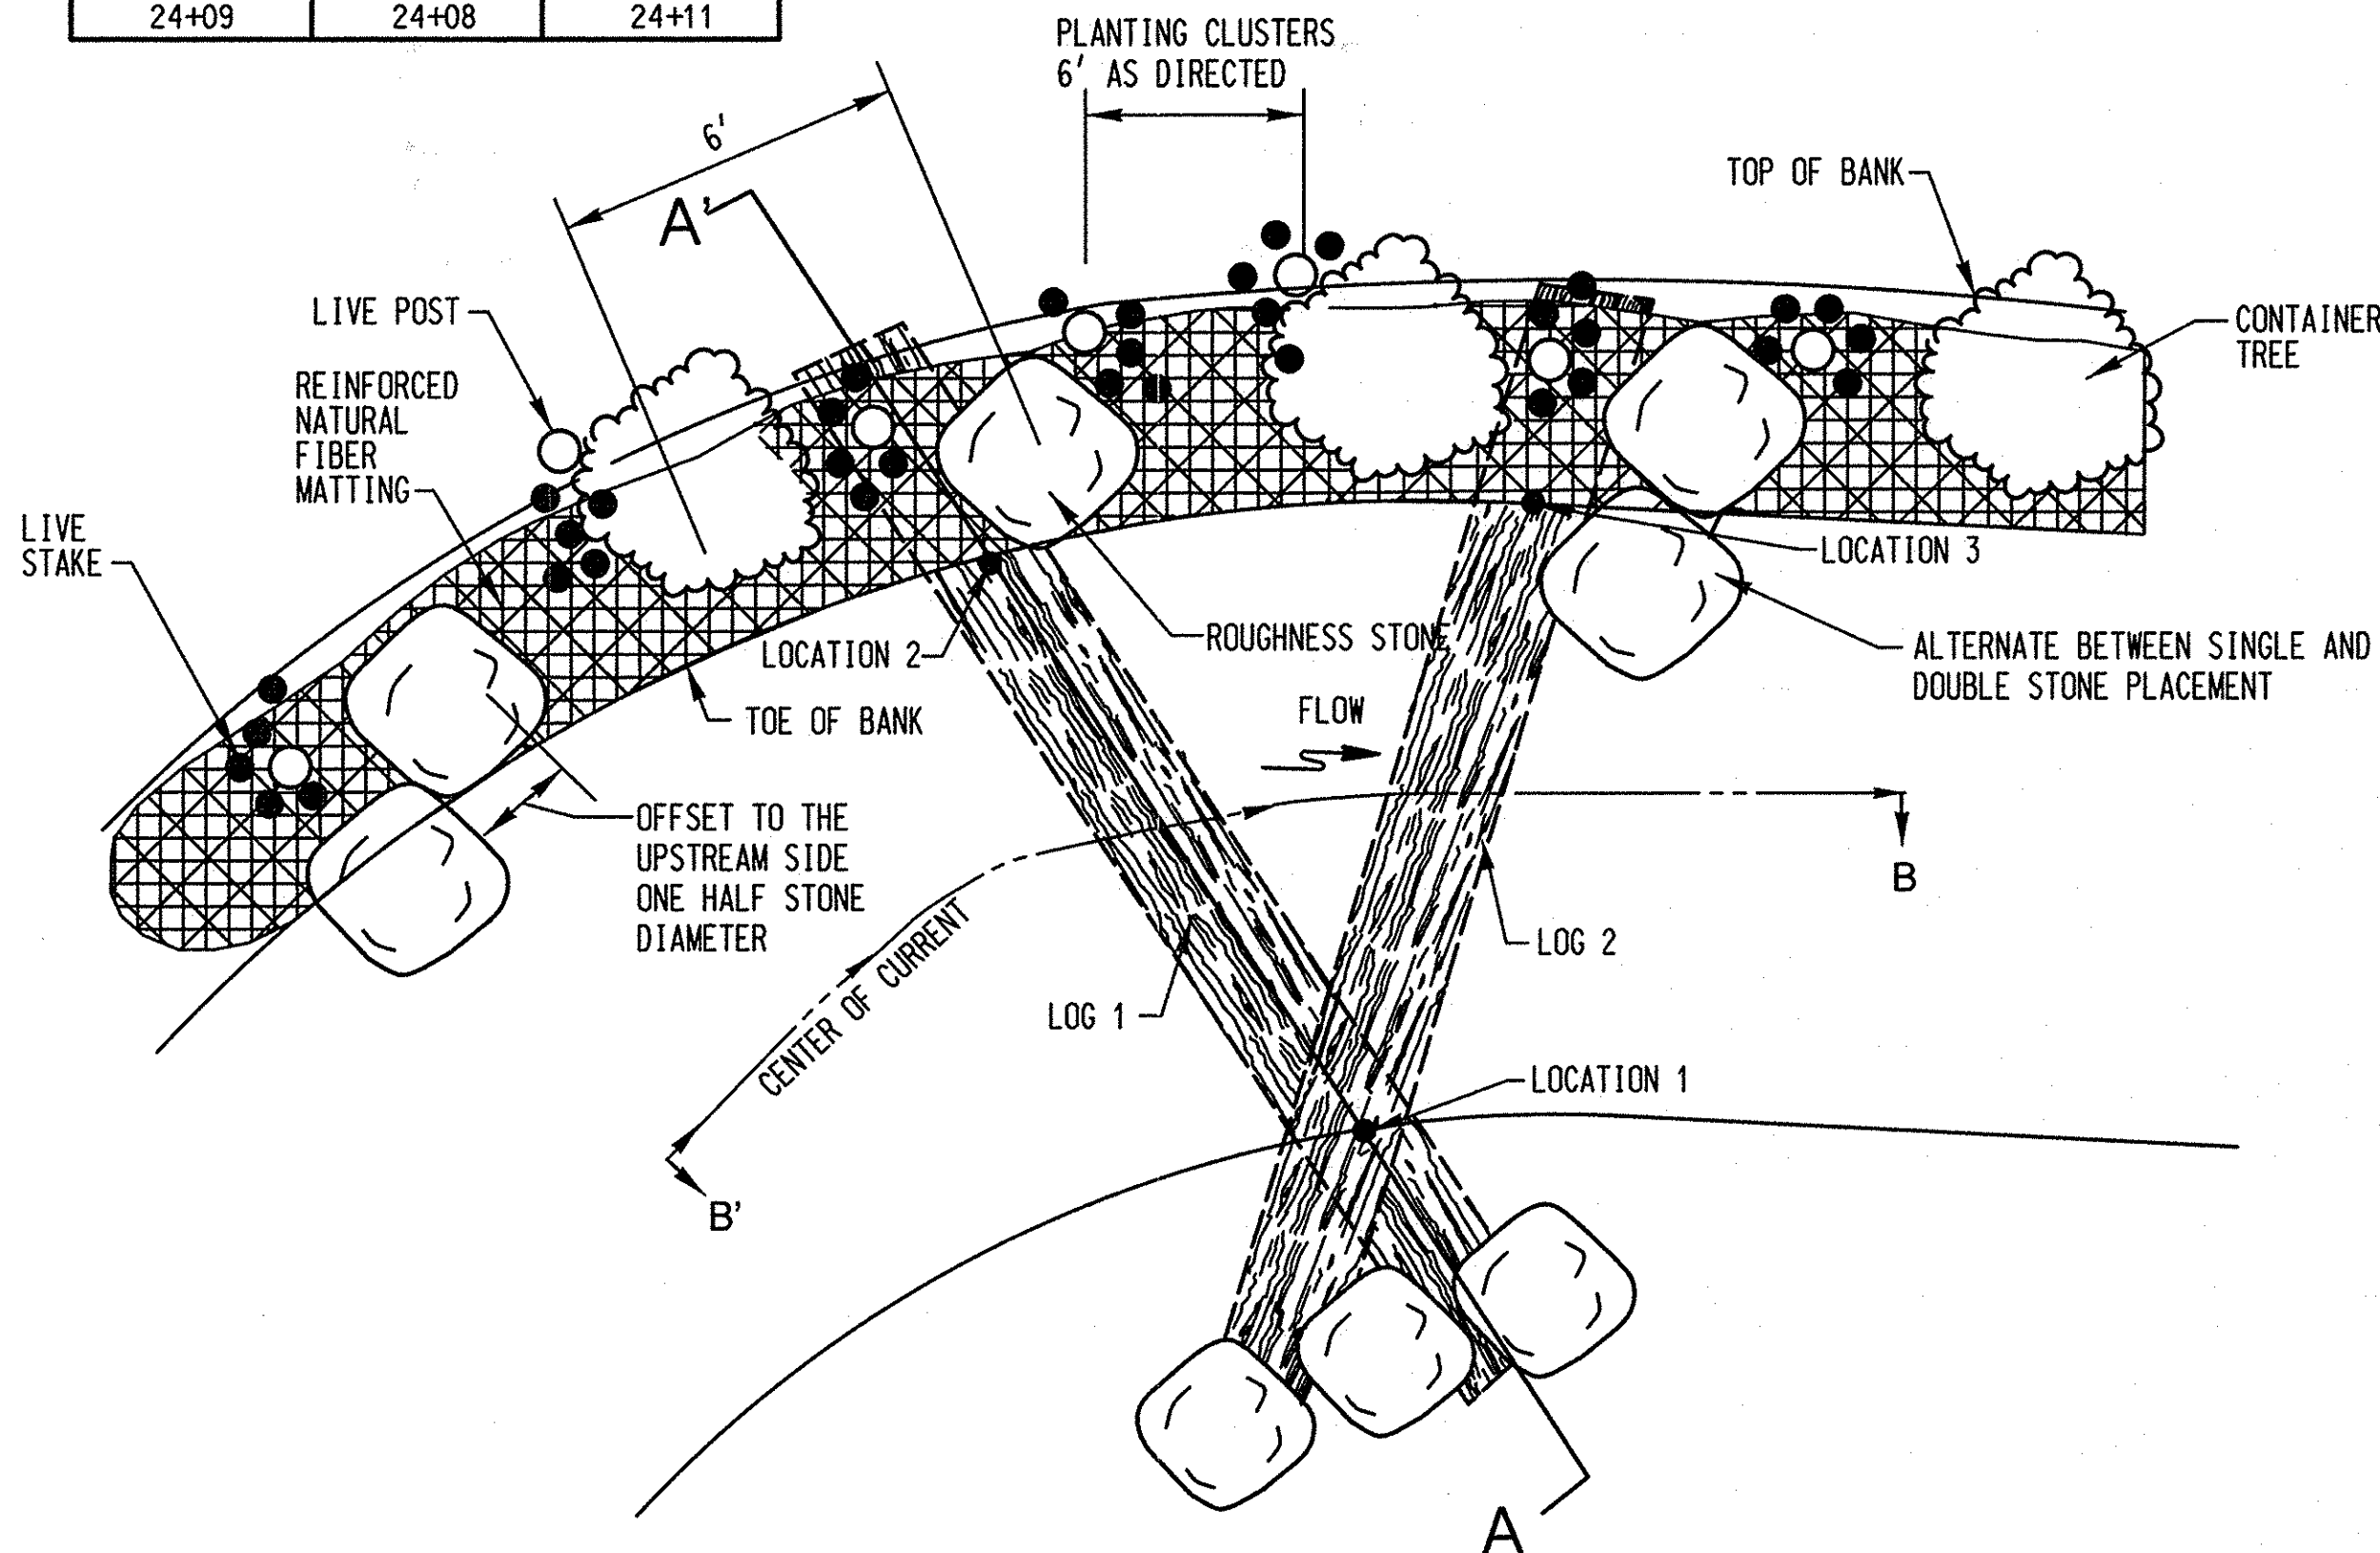 24+09 24+08 24+11
PLANTING CLUSTERS
6' AS DIRECTED
6'
A'
TOP OF BANK
LIVE POST
CONTAINER
TREE
REINFORCED
NATURAL
FIBER
MATTING
LIVE
STAKE
LOCATION 3
LOCATION 2
ROUGHNESS STONE
ALTERNATE BETWEEN SINGLE AND
DOUBLE STONE PLACEMENT
TOE OF BANK
FLOW
OFFSET TO THE
UPSTREAM SIDE
ONE HALF STONE
DIAMETER
B
CENTER OF CURRENT
LOG 2
LOG 1
LOCATION 1
B'
A